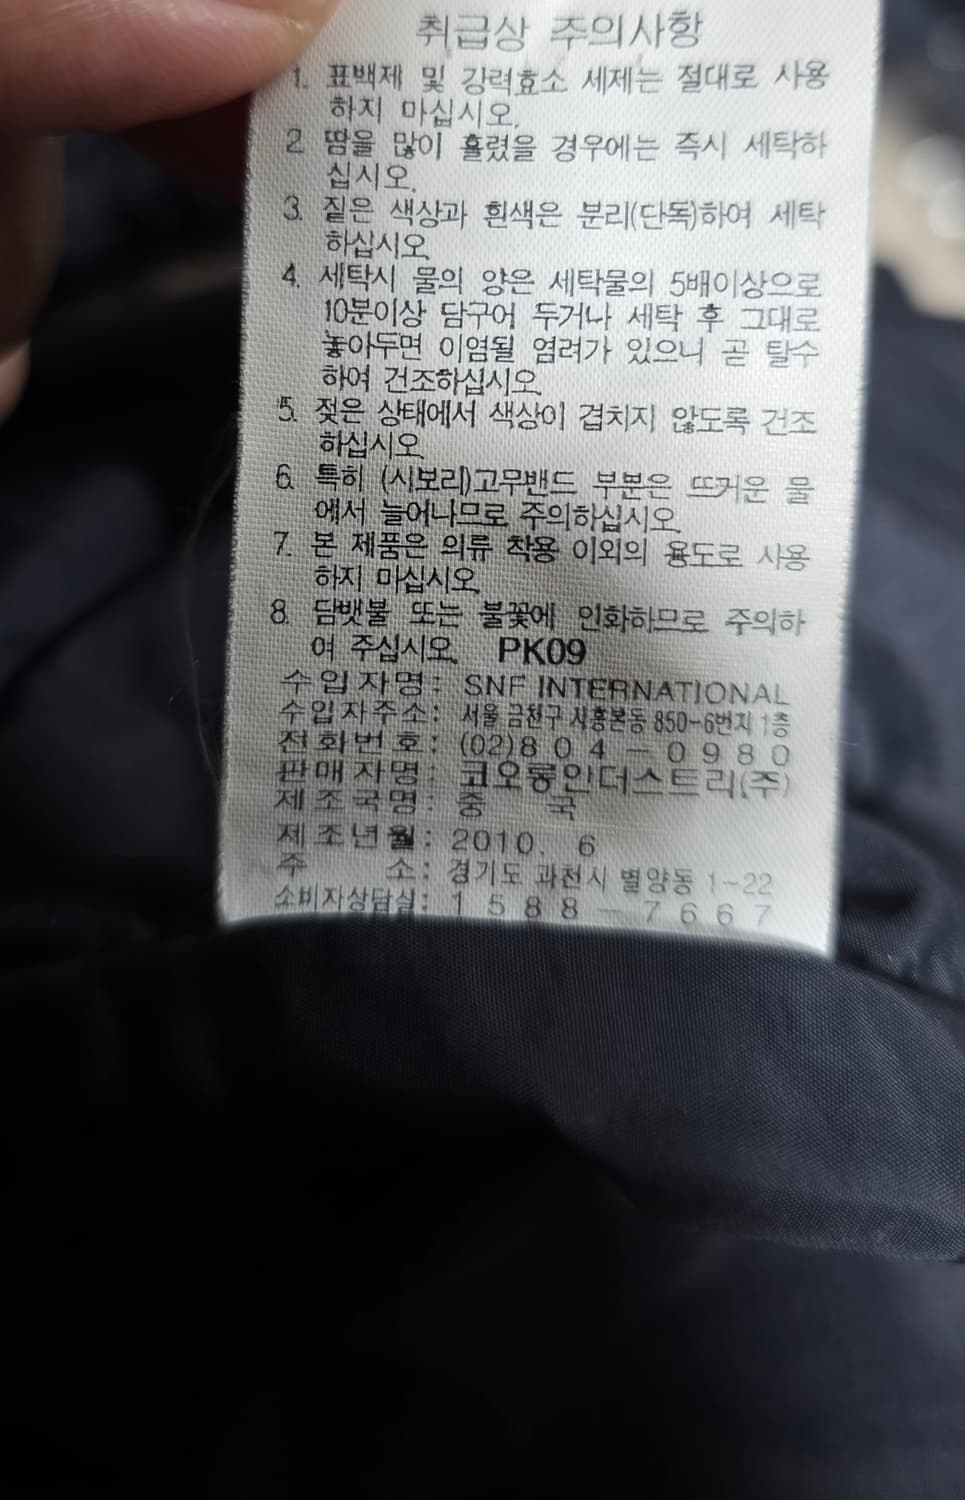 취급상 주의사항
1. 표백제 및 강력효소 세제는 절대로 사용
하지 마십시오.
2 땀을 많이 흘렸을 경우에는 즉시 세탁하
십시오.
3. 짙은 색상과 흰색은 분리(단독)하여 세탁
하십시오.
4. 세탁시 물의 양은 세탁물의 5배이상으로
10분이상 담구어 두거나 세탁 후 그대로
놓아두면 이염될 염려가 있으니 곧 탈수
하여 건조하십시오.
5. 젖은 상태에서 색상이 겹치지 않도록 건조
하십시오.
6. 특히 (시보리)고무밴드 부분은 뜨거운 물
에서 늘어나므로 주의하십시오.
7. 본 제품은 의류 착용 이외의 용도로 사용
하지 마십시오.
8. 담뱃불 또는 불꽃에 인화하므로 주의하
여 주십시오. PK09
수입자명: SNF INTERNATIONAL
수입자주소: 서울 금천구 시흥본동 850-6번지 1층
전화번호: (02)804-0980
판매자명: 코오롱인더스트리(주)
제조국명: 중 국
제조년월: 2010. 6
주 소: 경기도 과천시 별양동 1-22
소비자상담실: 1588-7667